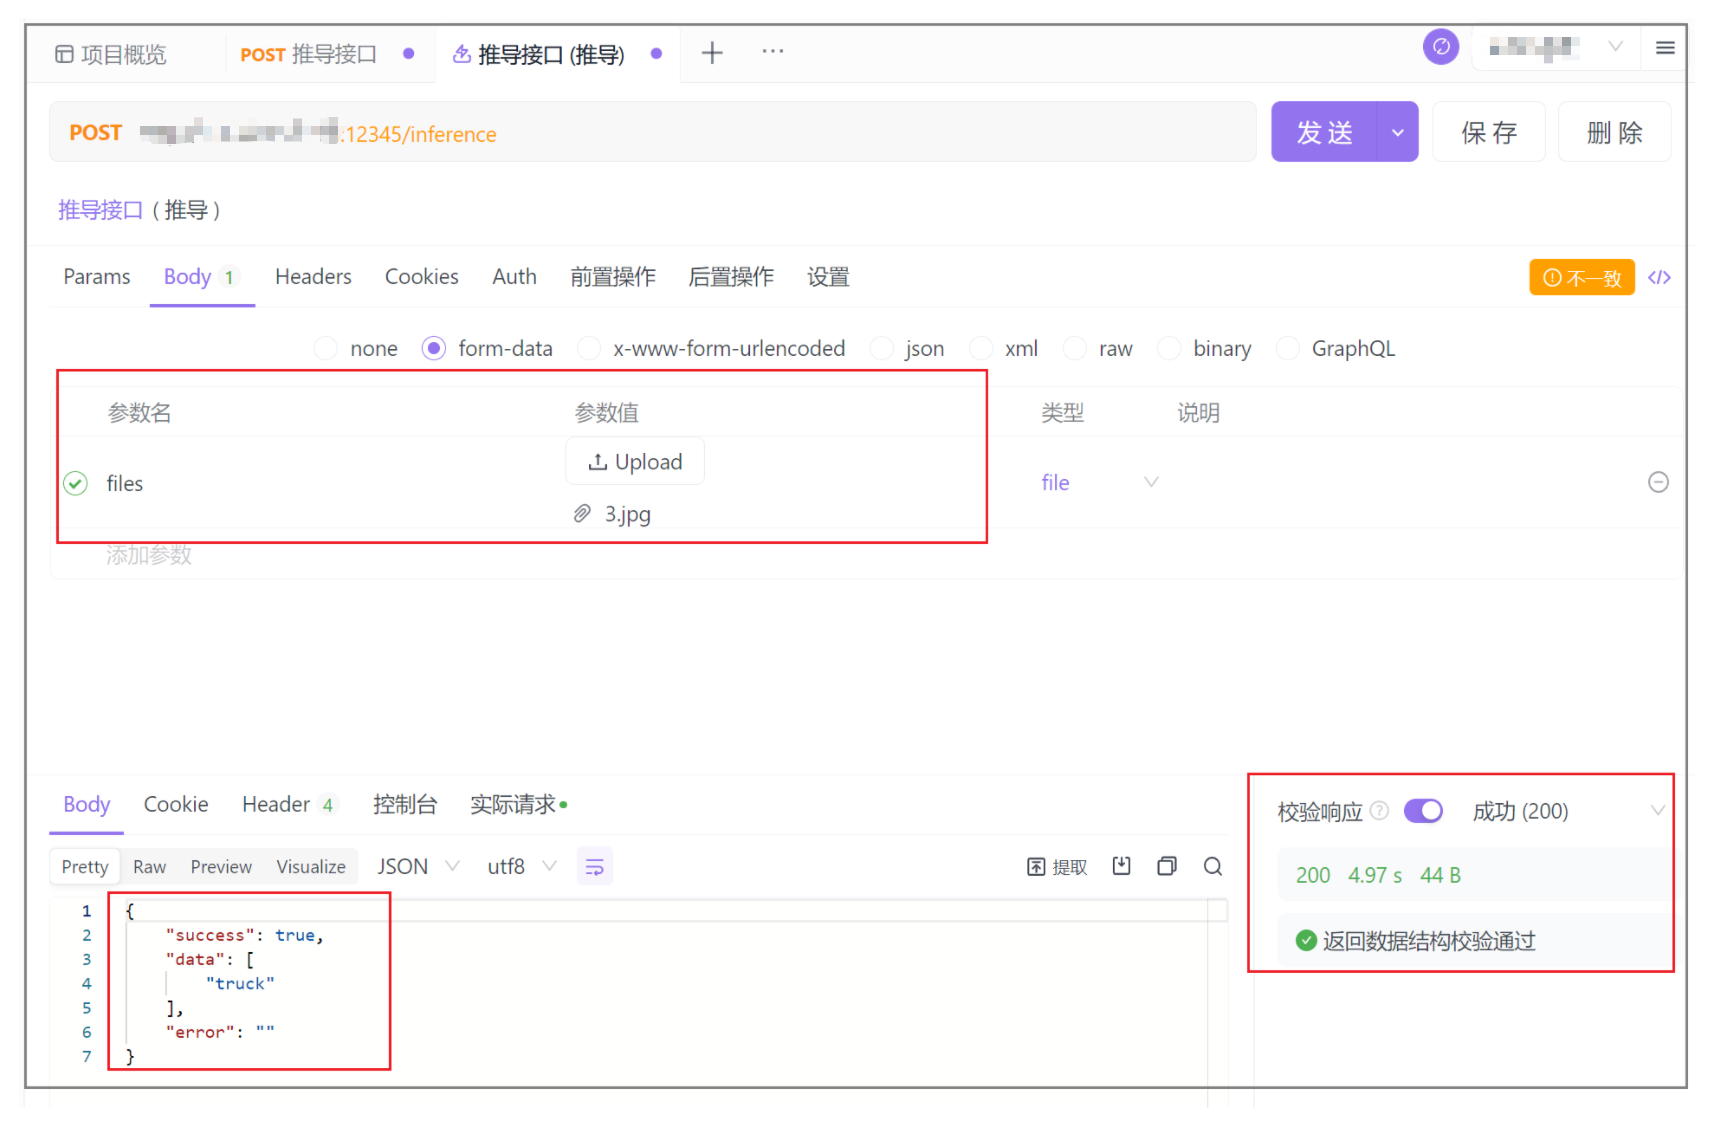 项目概览 POST 推导接口 推导接口 (推导) + ···
POST :12345/inference 发 送 保 存 删 除
推导接口 ( 推导 )
Params Body 1 Headers Cookies Auth 前置操作 后置操作 设置 不一致 </>
none form-data x-www-form-urlencoded json xml raw binary GraphQL
参数名 参数值 类型 说明
Upload
files file
3.jpg
添加参数
Body Cookie Header 4 控制台 实际请求
校验响应 ? 成功 (200)
Pretty Raw Preview Visualize JSON utf8 提取
200 4.97 s 44 B
返回数据结构校验通过
1 {
2 "success": true,
3 "data": [
4 "truck"
5 ],
6 "error": ""
7 }